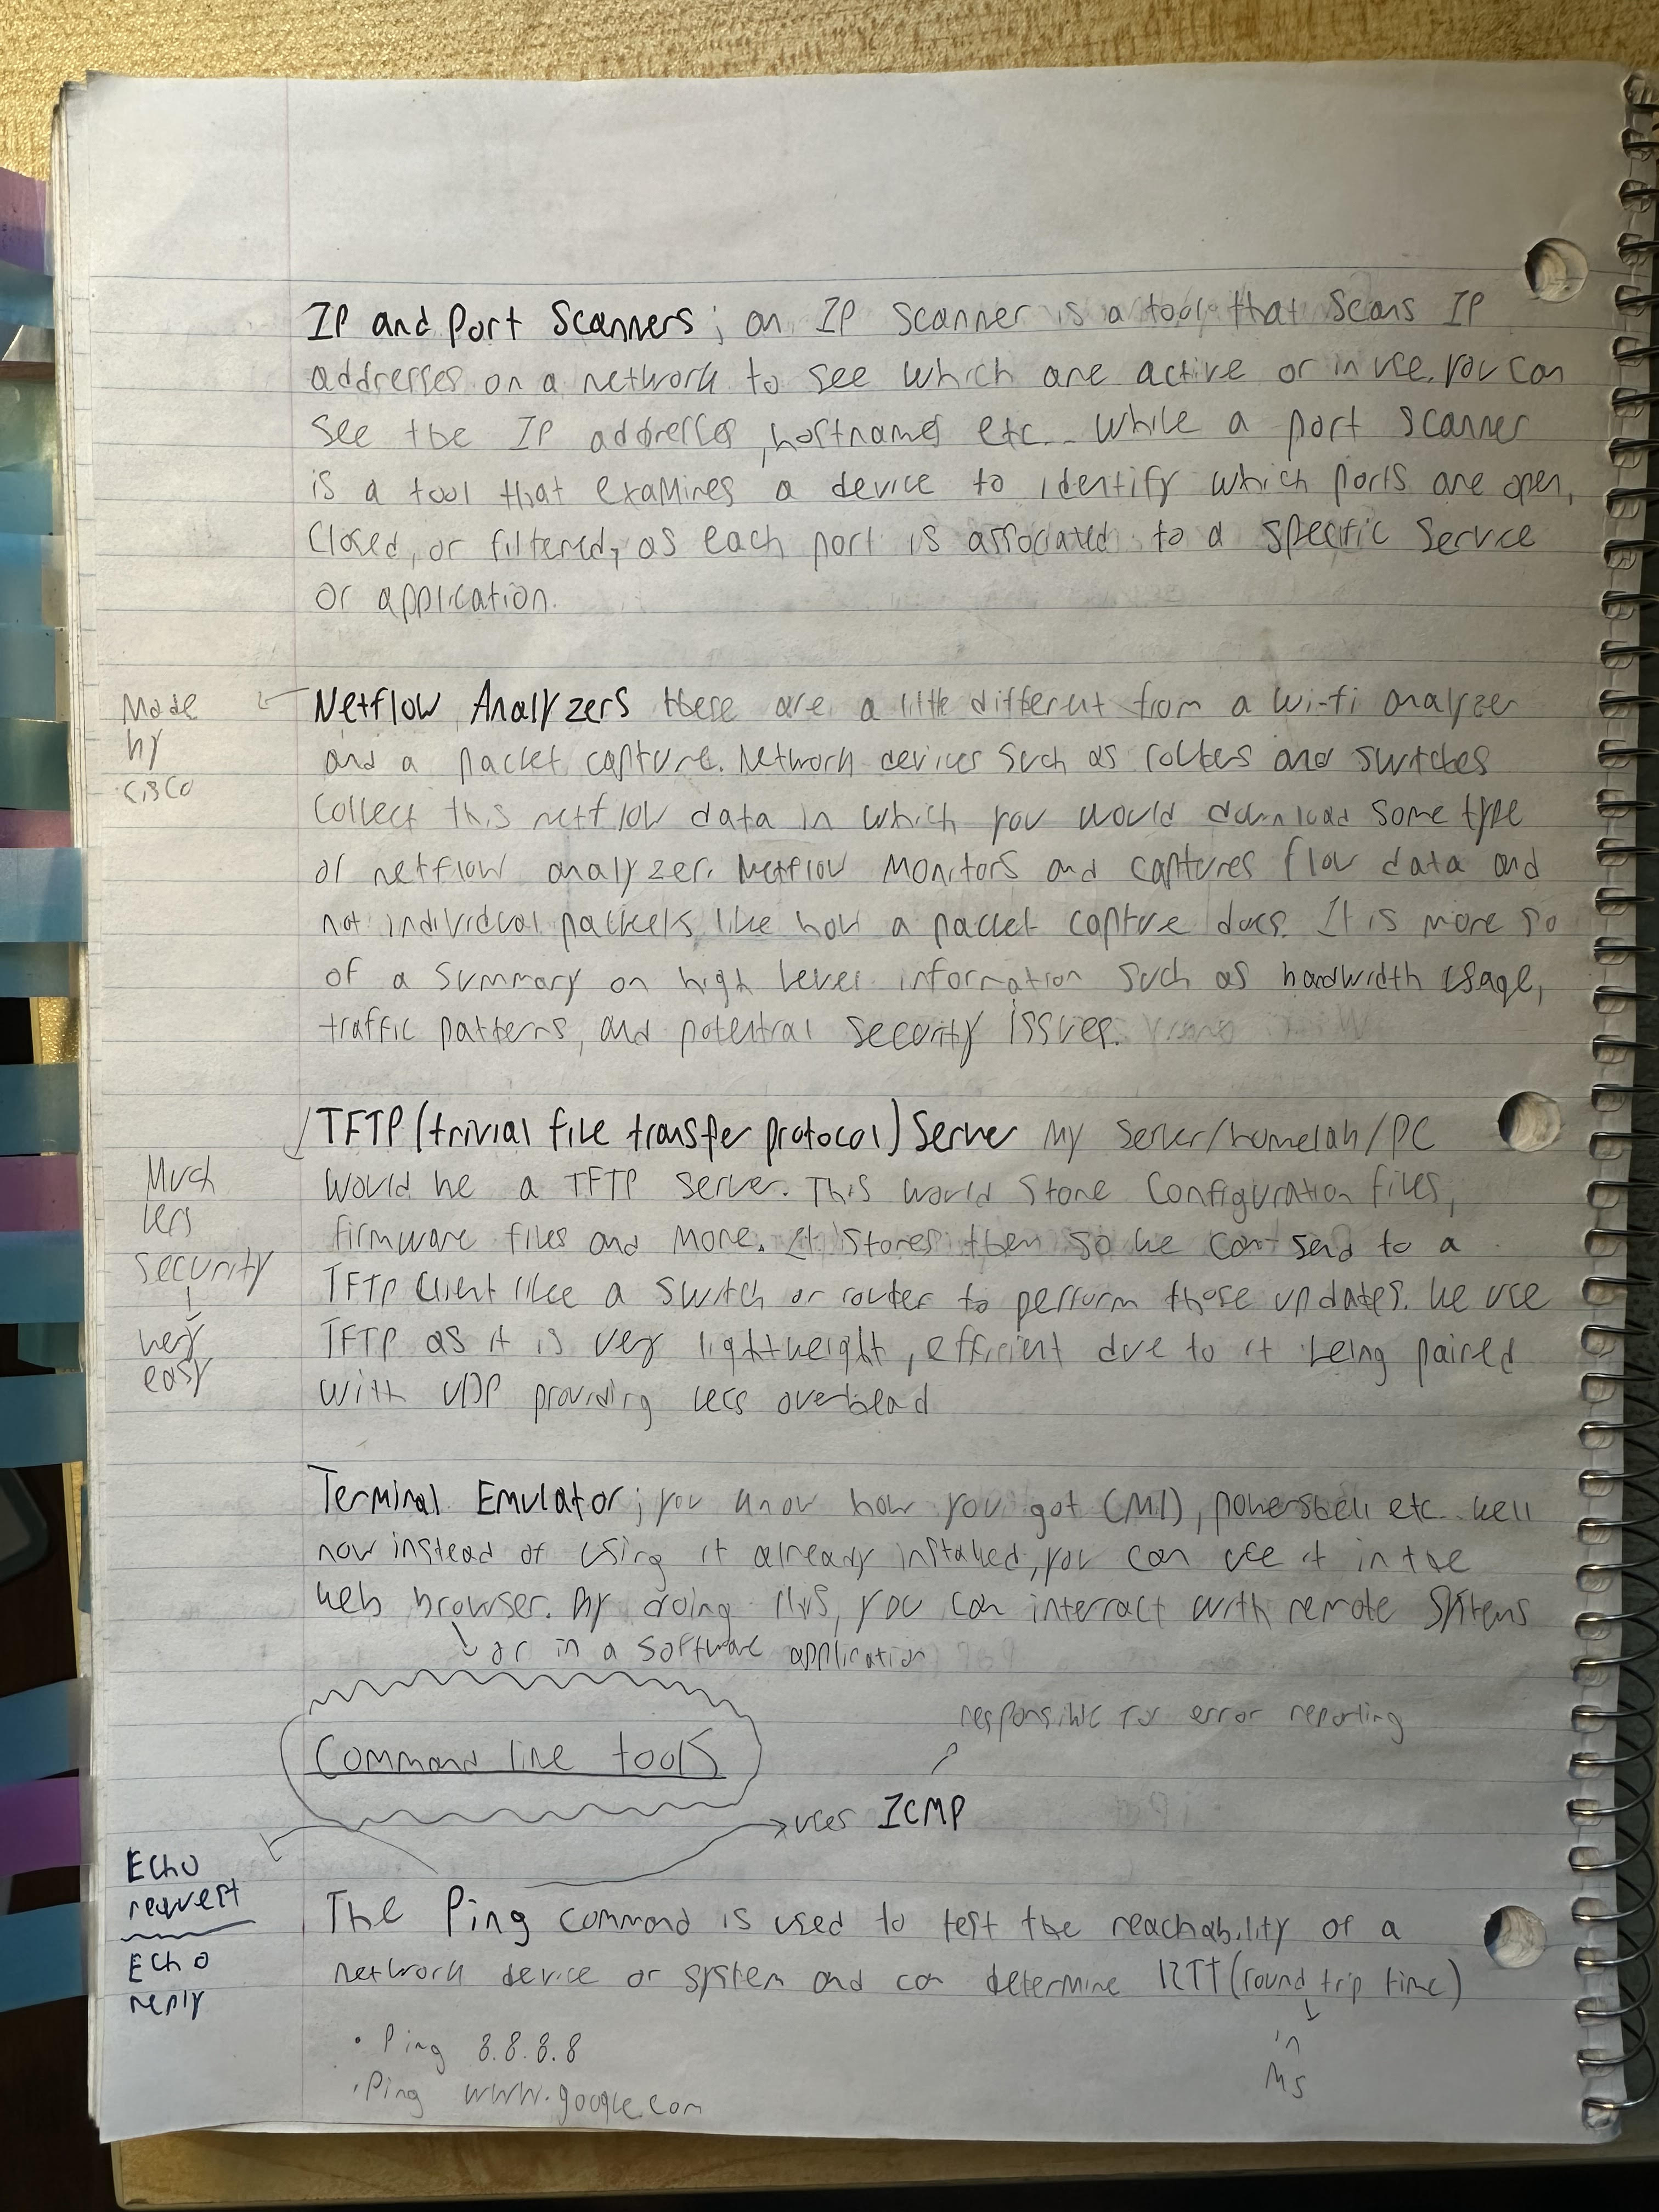 IP and Port Scanners; an IP scanner is a tool that scans IP
addresses on a network to see which are active or in use. You can
see the IP addresses, hostnames etc... While a port scanner
is a tool that examines a device to identify which ports are open,
closed, or filtered, as each port is associated to a specific service
or application.
Made
by
cisco
Netflow Analyzers these are a little different from a Wi-fi analyzer
and a packet capture. Network devices such as routers and switches
collect this netflow data in which you would download some type
of netflow analyzer. Netflow monitors and captures flow data and
not individual packets like how a packet capture does. It is more so
of a summary on high level information such as bandwidth usage,
traffic patterns, and potential security issues.
TFTP (trivial file transfer protocol) Server my server/homelab/PC
would be a TFTP server. This would store configuration files,
firmware files and more. It stores them so we can send to a
TFTP client like a switch or router to perform those updates. We use
TFTP as it is very lightweight, efficient due to it being paired
with UDP providing less overhead
Much
less
security
very
easy
Terminal Emulator; you know how you got CMD, powershell etc... well
now instead of using it already installed, you can use it in the
web browser. By doing this, you can interract with remote systems
or in a software application
Command line tools
responsible for error reporting
uses ICMP
Echo
request
Echo
reply
The Ping command is used to test the reachability of a
network device or system and can determine RTT (round trip time)
in
ms
• Ping 8.8.8.8
• Ping www.google.com